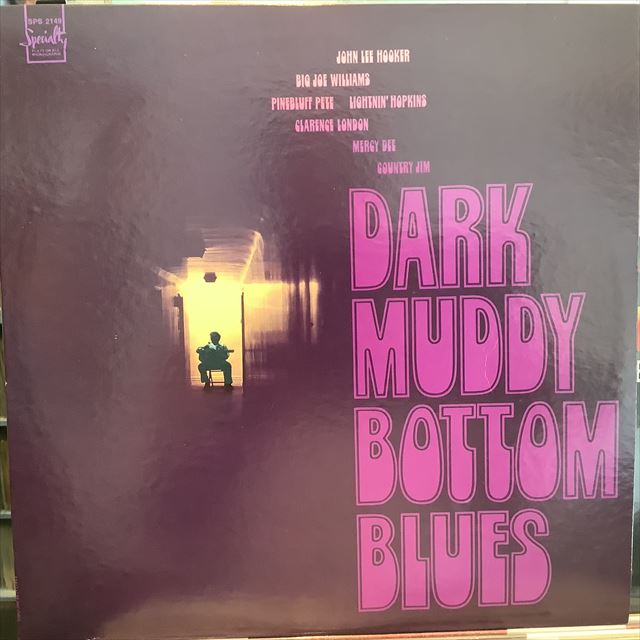 SPS 2149
Specialty
JOHN LEE HOOKER
BIG JOE WILLIAMS
PINEBLUFF PETE LIGHTNIN' HOPKINS
CLARENCE LONDON
MERCY DEE
COUNTRY JIM
DARK
MUDDY
BOTTOM
BLUES